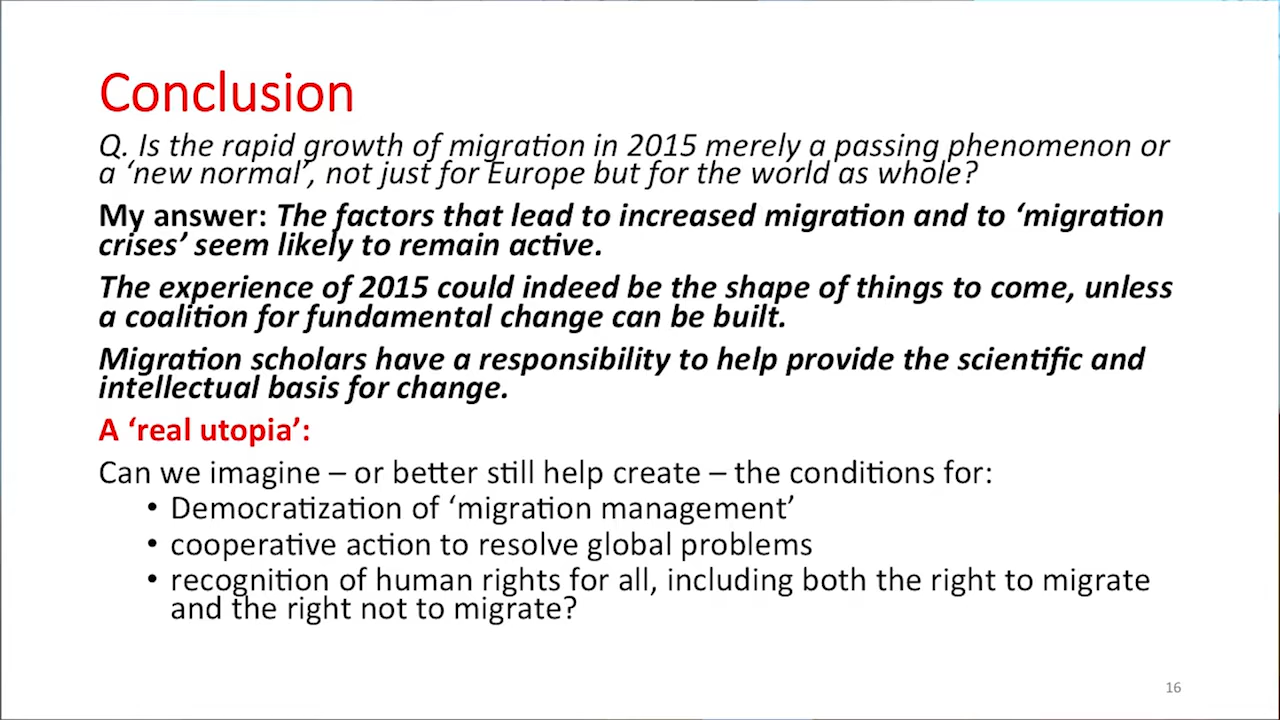 Conclusion
Q. Is the rapid growth of migration in 2015 merely a passing phenomenon or
a ‘new normal’, not just for Europe but for the world as whole?
My answer: The factors that lead to increased migration and to ‘migration
crises’ seem likely to remain active.
The experience of 2015 could indeed be the shape of things to come, unless
a coalition for fundamental change can be built.
Migration scholars have a responsibility to help provide the scientific and
intellectual basis for change.
A ‘real utopia’:
Can we imagine – or better still help create – the conditions for:
• Democratization of ‘migration management’
• cooperative action to resolve global problems
• recognition of human rights for all, including both the right to migrate
and the right not to migrate?
16